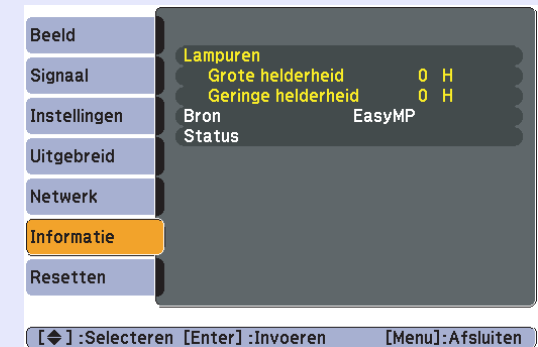 Beeld
Signaal
Instellingen
Uitgebreid
Netwerk
Informatie
Resetten
Lampuren
Grote helderheid 0 H
Geringe helderheid 0 H
Bron EasyMP
Status
[◆] :Selecteren [Enter] :Invoeren [Menu]:Afsluiten